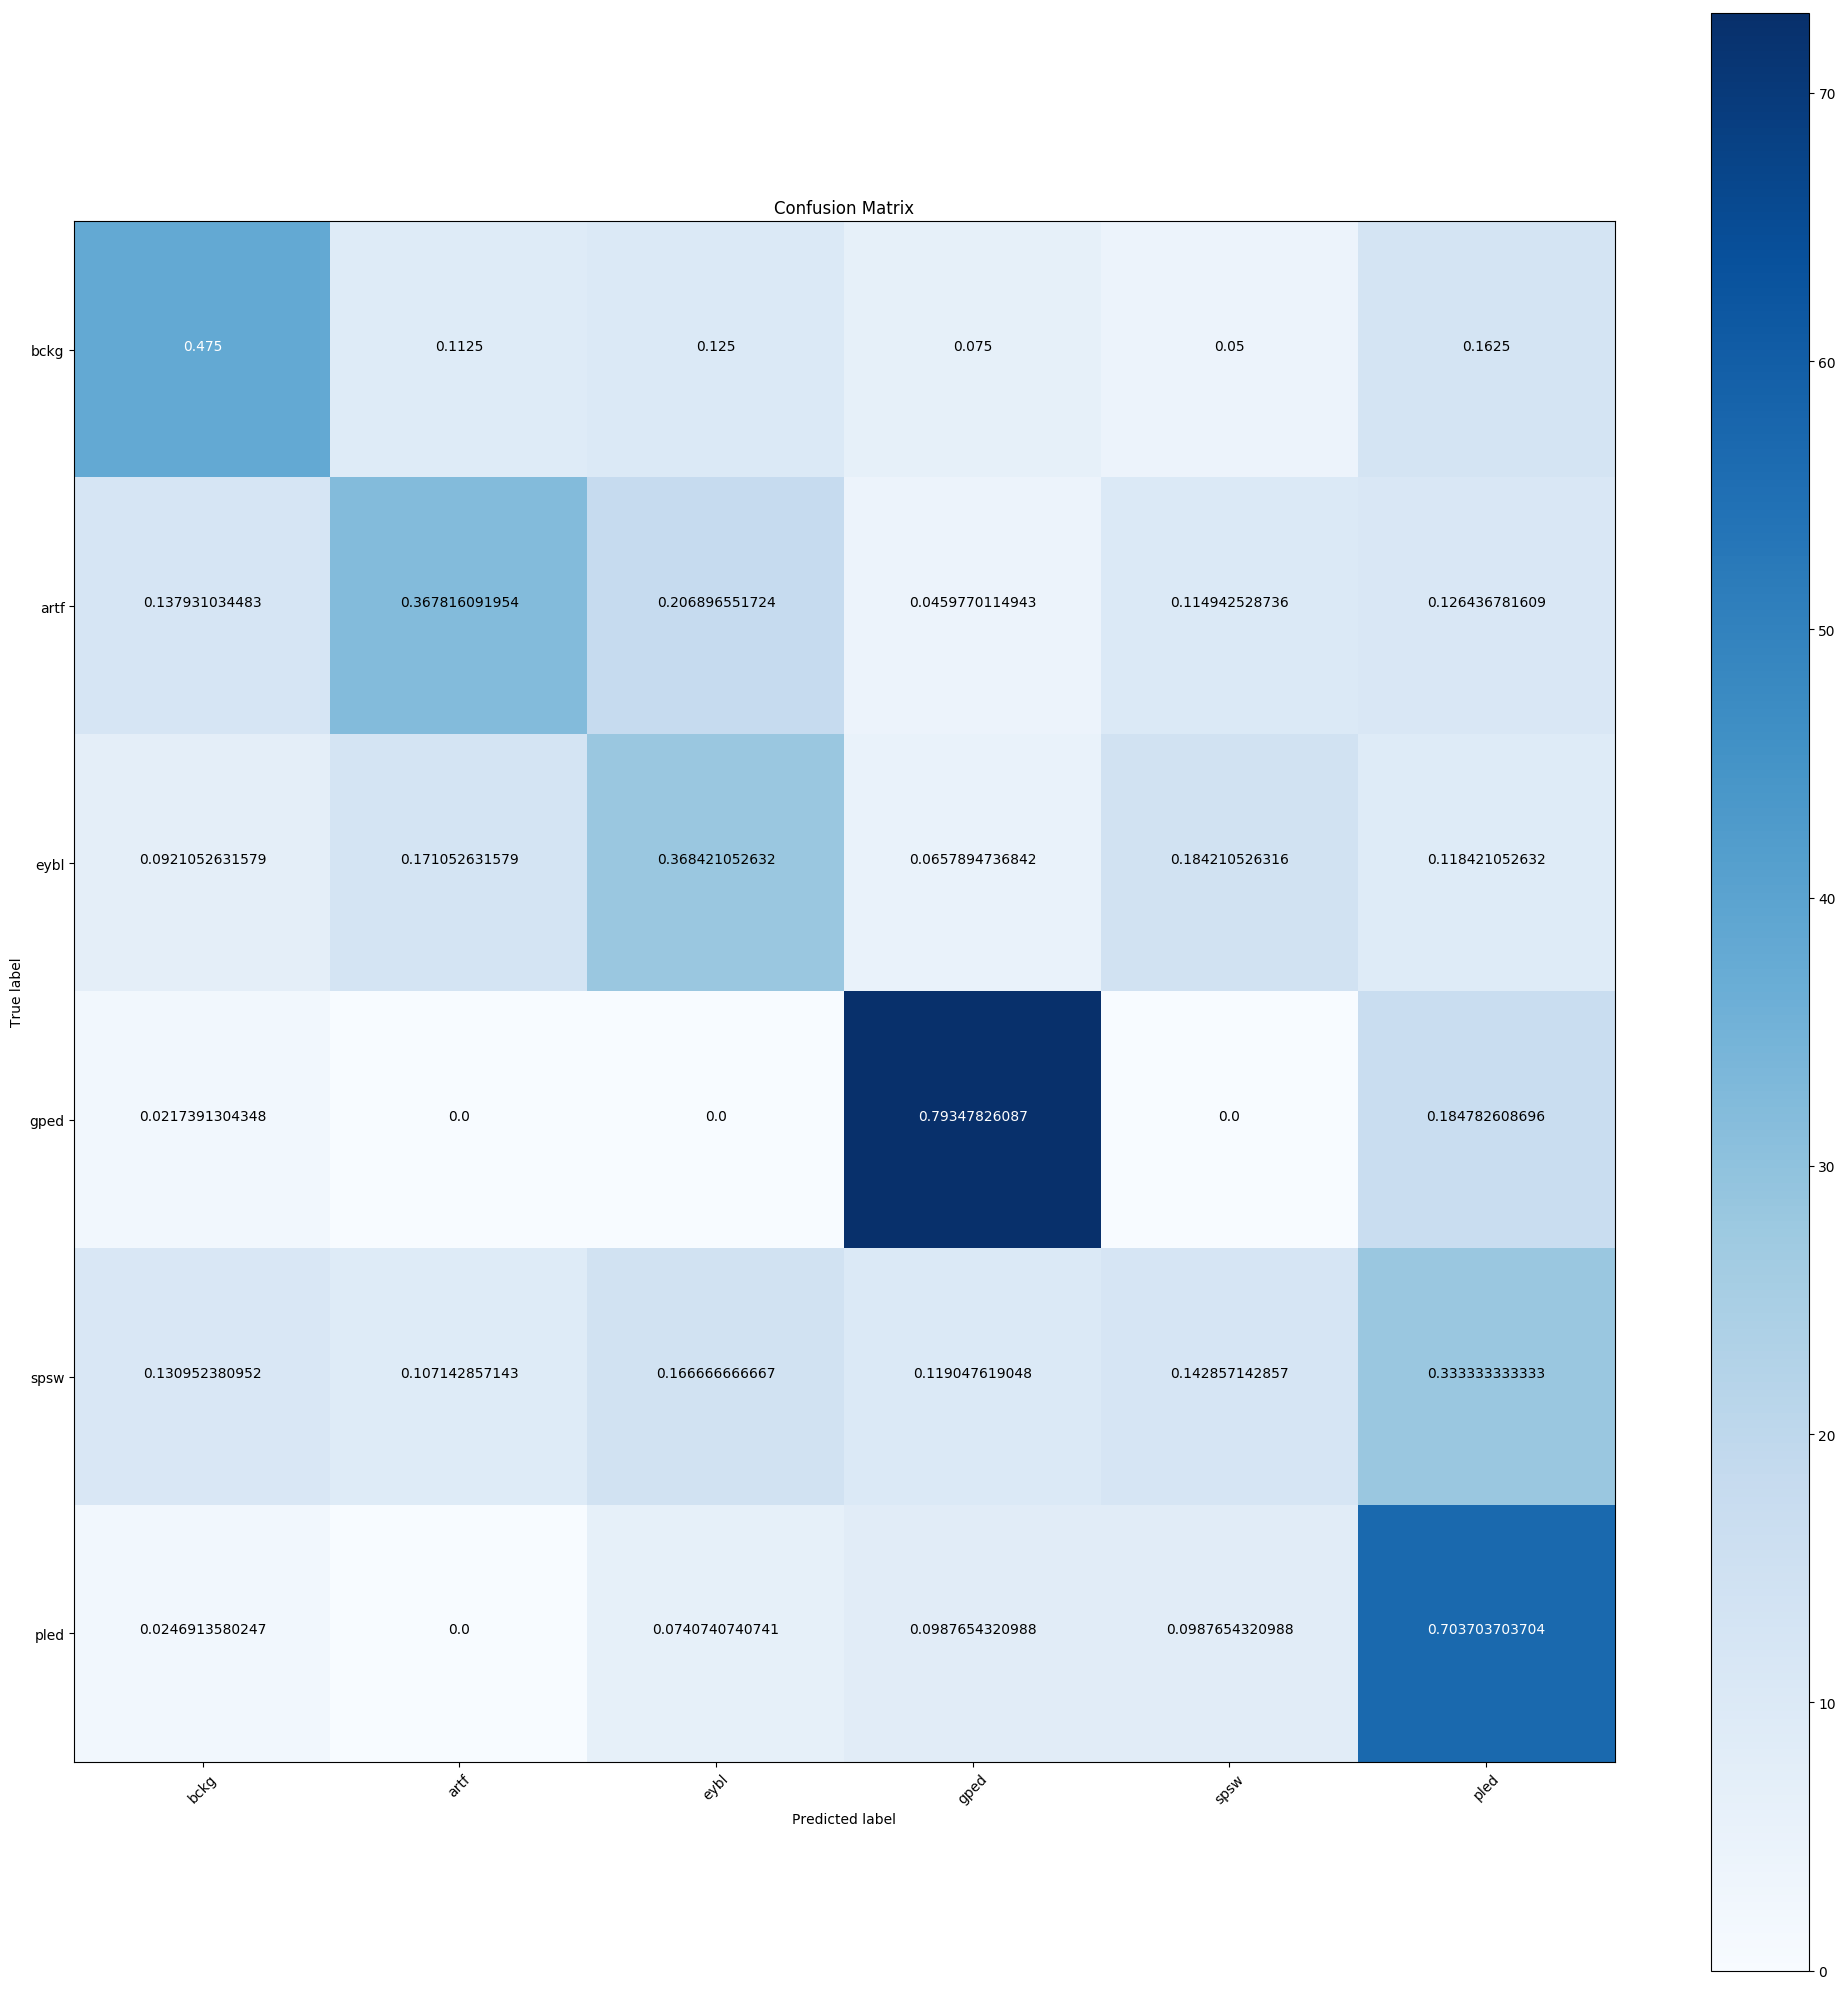 Confusion Matrix
bckg 0.475 0.1125 0.125 0.075 0.05 0.1625
artf 0.137931034483 0.367816091954 0.206896551724 0.0459770114943 0.114942528736 0.126436781609
eybl 0.0921052631579 0.171052631579 0.368421052632 0.0657894736842 0.184210526316 0.118421052632
gped 0.0217391304348 0.0 0.0 0.79347826087 0.0 0.184782608696
spsw 0.130952380952 0.107142857143 0.166666666667 0.119047619048 0.142857142857 0.333333333333
pled 0.0246913580247 0.0 0.0740740740741 0.0987654320988 0.0987654320988 0.703703703704
bckg artf eybl gped spsw pled
Predicted label
True label
70
60
50
40
30
20
10
0